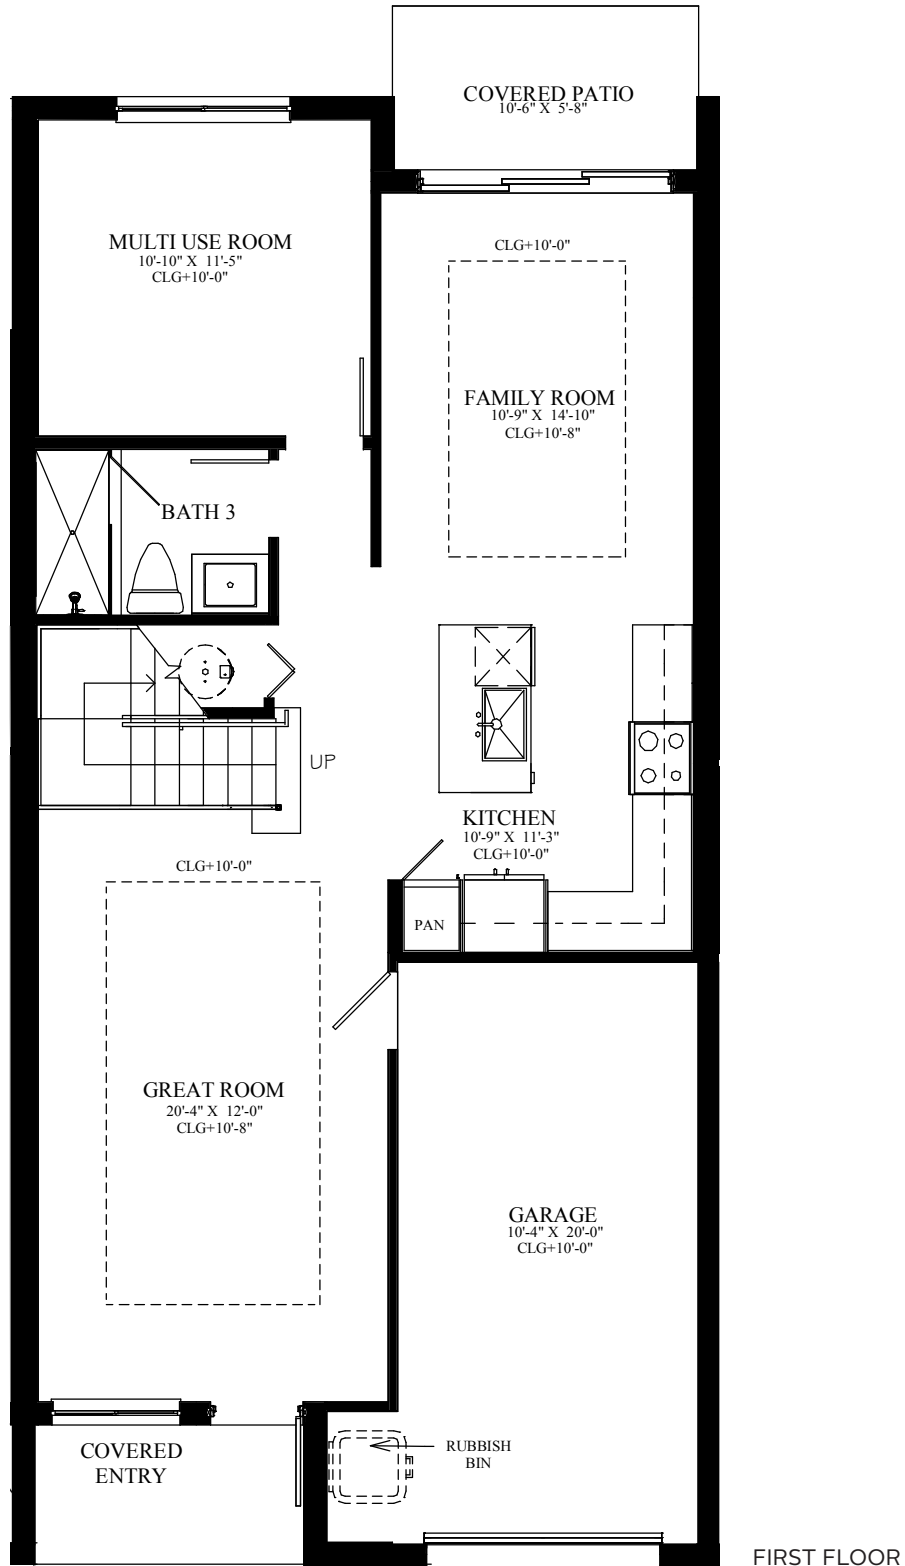 COVERED PATIO
10'-6" X 5'-8"
MULTI USE ROOM
10'-10" X 11'-5"
CLG+10'-0"
CLG+10'-0"
FAMILY ROOM
10'-9" X 14'-10"
CLG+10'-8"
BATH 3
UP
KITCHEN
10'-9" X 11'-3"
CLG+10'-0"
CLG+10'-0"
PAN
GREAT ROOM
20'-4" X 12'-0"
CLG+10'-8"
GARAGE
10'-4" X 20'-0"
CLG+10'-0"
COVERED
ENTRY
RUBBISH
BIN
FIRST FLOOR